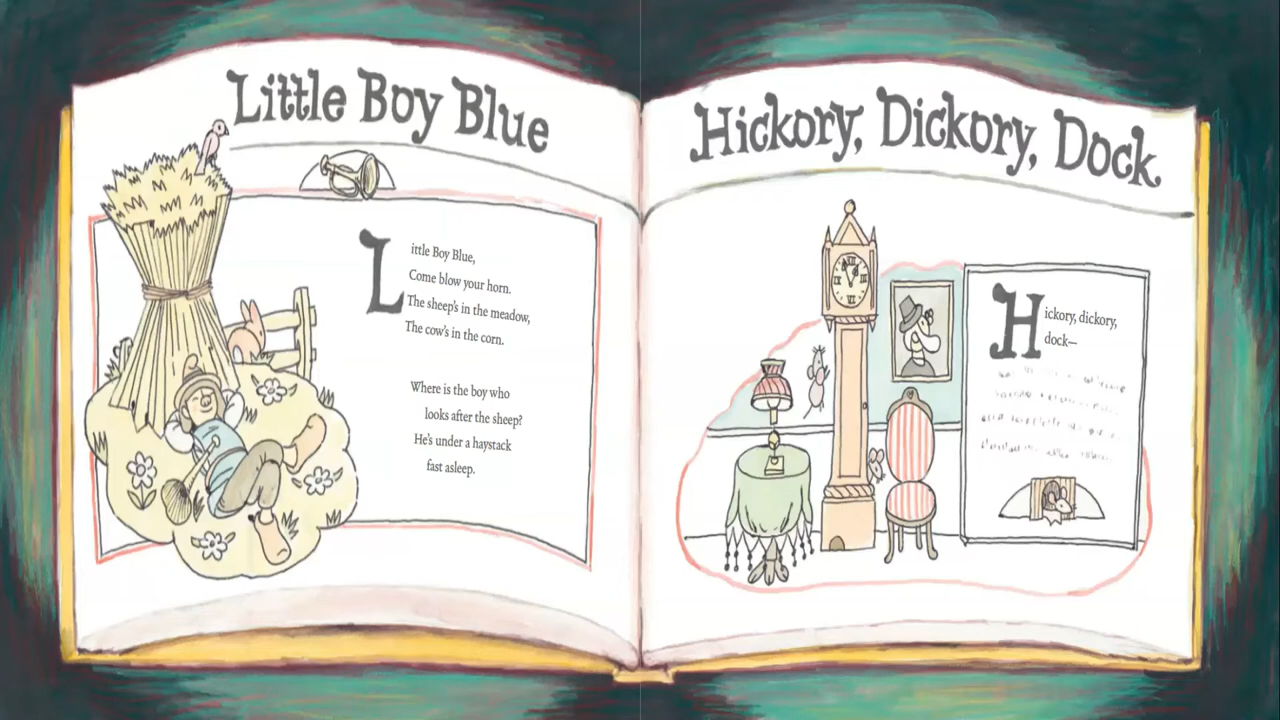 Little Boy Blue
Little Boy Blue,
Come blow your horn.
The sheep's in the meadow,
The cow's in the corn.
Where is the boy who
looks after the sheep?
He's under a haystack
fast asleep.
Hickory, Dickory, Dock
Hickory, dickory,
dock—